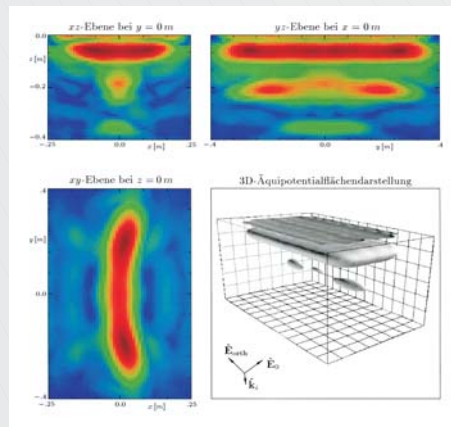 xz-Ebene bei y = 0 m
yz-Ebene bei x = 0 m
0.0
z[m]
-0.2
-0.4
-.25 0.0 x[m] .25
-.4 0.0 y[m] .4
xy-Ebene bei z = 0 m
3D-Äquipotentialflächendarstellung
.4
y[m]
0.0
-.4
-.25 0.0 x[m] .25
Ê_orth
Ê_0
k̂_i